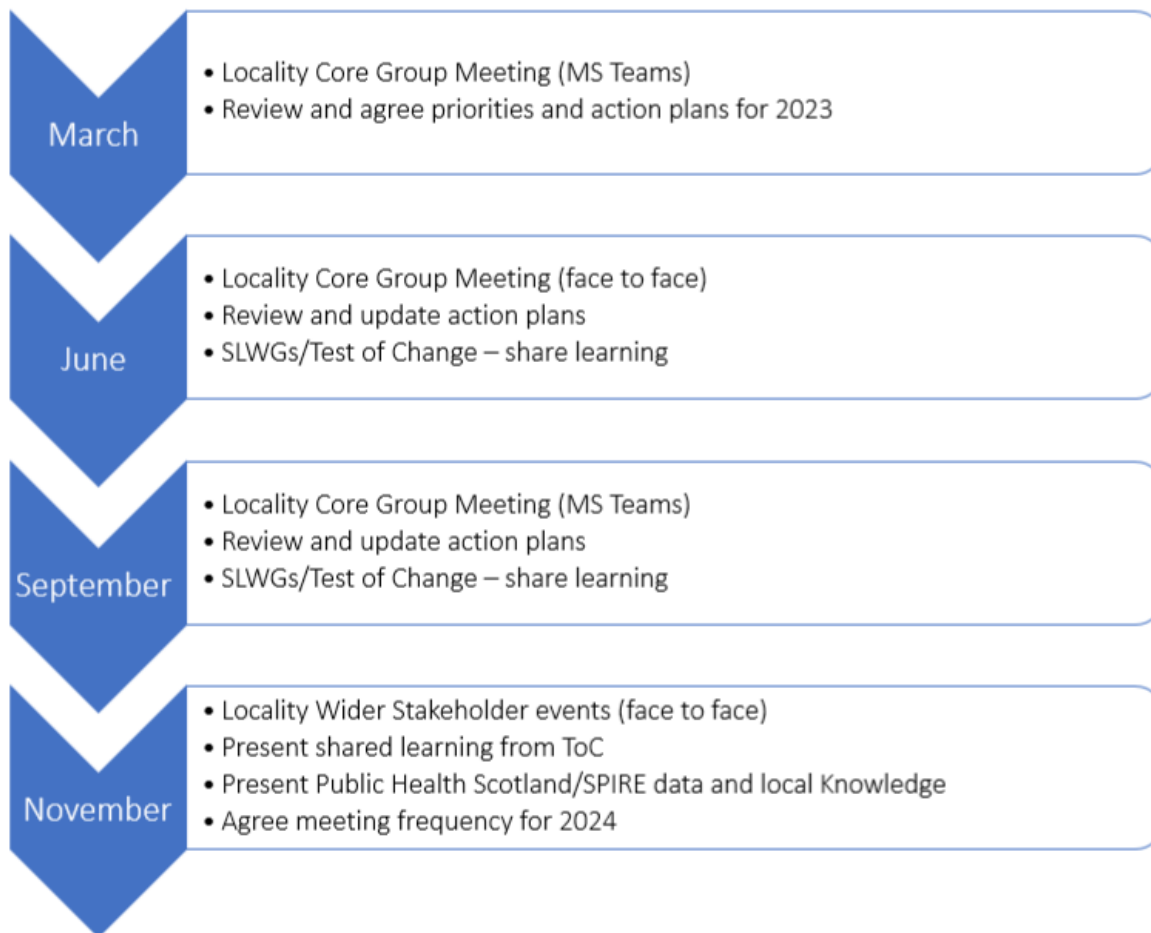 March
• Locality Core Group Meeting (MS Teams)
• Review and agree priorities and action plans for 2023
June
• Locality Core Group Meeting (face to face)
• Review and update action plans
• SLWGs/Test of Change – share learning
September
• Locality Core Group Meeting (MS Teams)
• Review and update action plans
• SLWGs/Test of Change – share learning
November
• Locality Wider Stakeholder events (face to face)
• Present shared learning from ToC
• Present Public Health Scotland/SPIRE data and local Knowledge
• Agree meeting frequency for 2024